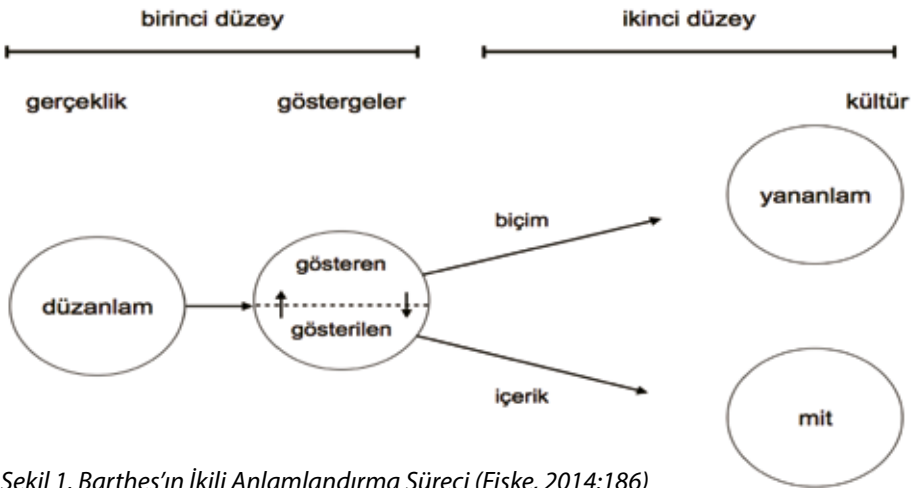 birinci düzey
ikinci düzey
gerçeklik
göstergeler
kültür
yananlam
biçim
gösteren
düzanlam
gösterilen
içerik
mit
Şekil 1. Barthes'ın İkili Anlamlandırma Süreci (Fiske, 2014:186)